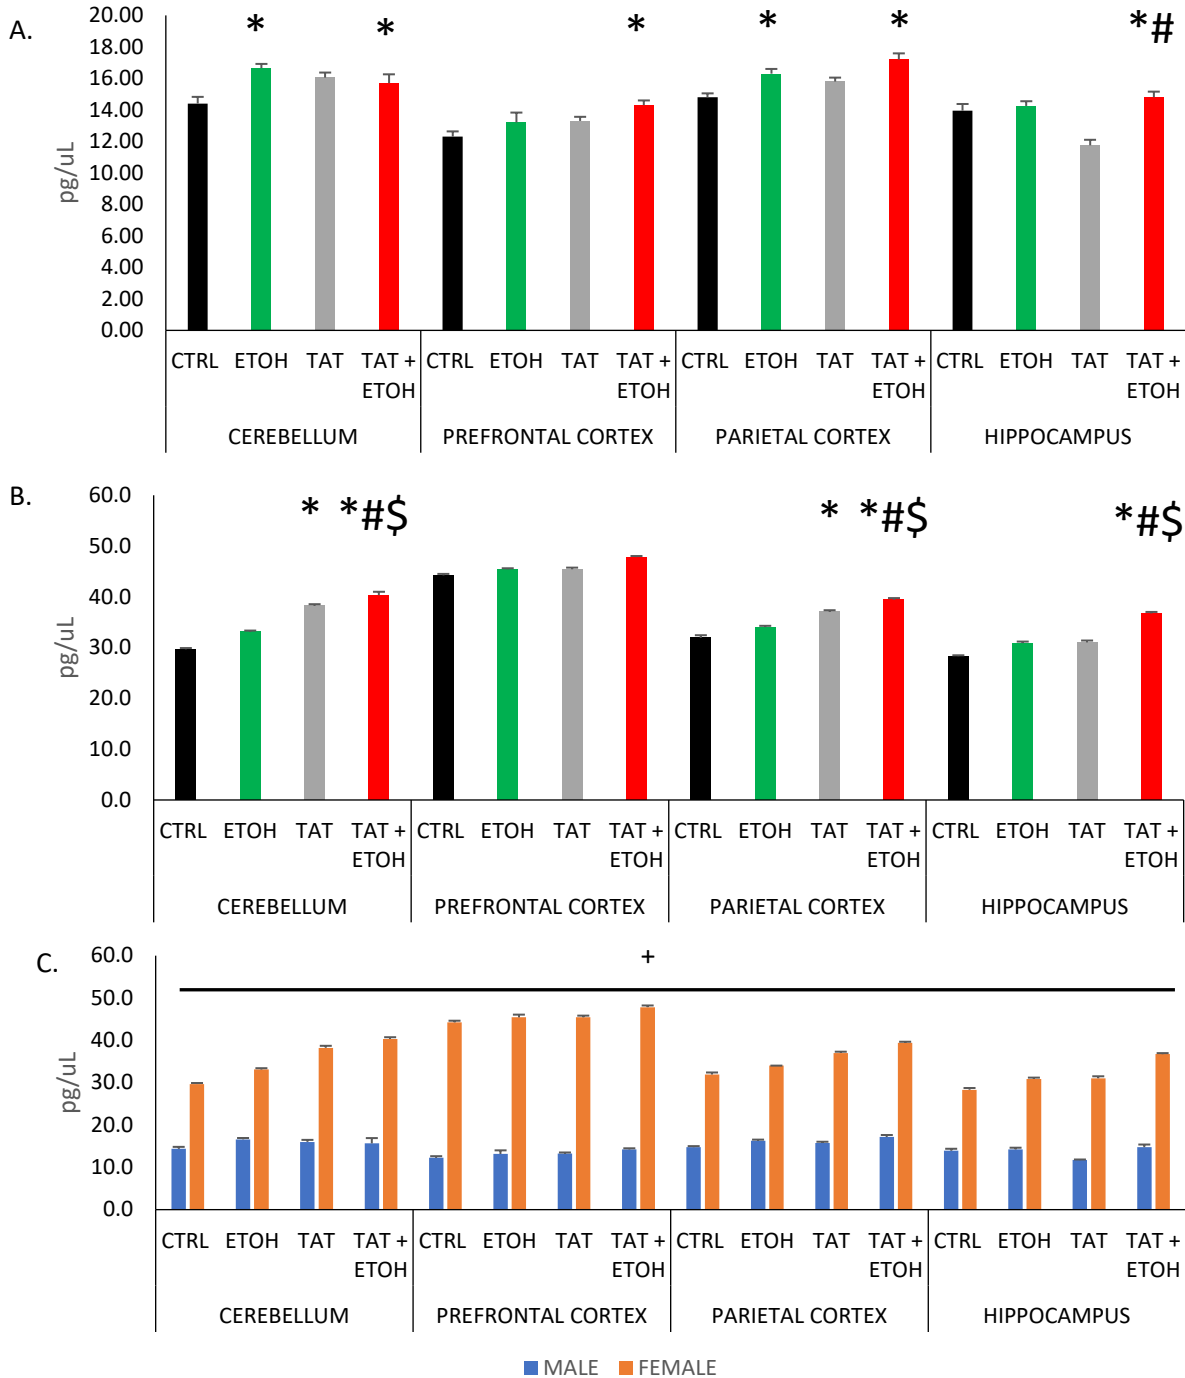 A.
20.00
18.00
16.00
14.00
12.00
10.00
8.00
6.00
4.00
2.00
0.00
pg/uL
* * * * * *#
CTRL ETOH TAT TAT + ETOH CTRL ETOH TAT TAT + ETOH CTRL ETOH TAT TAT + ETOH CTRL ETOH TAT TAT + ETOH
CEREBELLUM PREFRONTAL CORTEX PARIETAL CORTEX HIPPOCAMPUS
B.
60.0
50.0
40.0
30.0
20.0
10.0
0.0
pg/uL
* *#$ * *#$ *#$
CTRL ETOH TAT TAT + ETOH CTRL ETOH TAT TAT + ETOH CTRL ETOH TAT TAT + ETOH CTRL ETOH TAT TAT + ETOH
CEREBELLUM PREFRONTAL CORTEX PARIETAL CORTEX HIPPOCAMPUS
C.
60.0
50.0
40.0
30.0
20.0
10.0
0.0
pg/uL
+
CTRL ETOH TAT TAT + ETOH CTRL ETOH TAT TAT + ETOH CTRL ETOH TAT TAT + ETOH CTRL ETOH TAT TAT + ETOH
CEREBELLUM PREFRONTAL CORTEX PARIETAL CORTEX HIPPOCAMPUS
MALE FEMALE